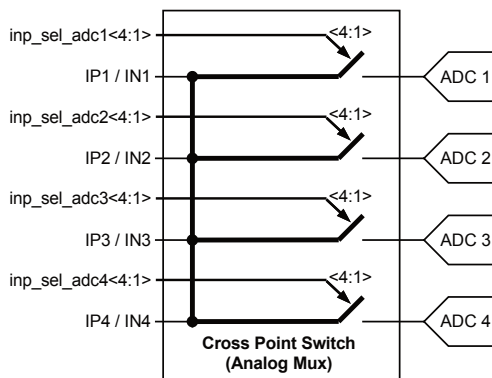 inp_sel_adc1<4:1>
<4:1>
IP1 / IN1
ADC 1
inp_sel_adc2<4:1>
<4:1>
IP2 / IN2
ADC 2
inp_sel_adc3<4:1>
<4:1>
IP3 / IN3
ADC 3
inp_sel_adc4<4:1>
<4:1>
IP4 / IN4
ADC 4
Cross Point Switch
(Analog Mux)